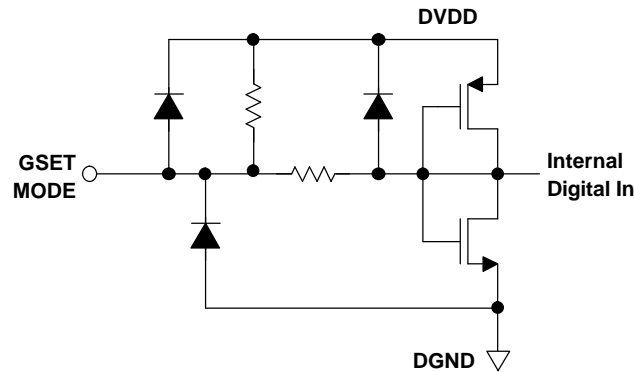 DVDD
GSET
MODE
Internal
Digital In
DGND